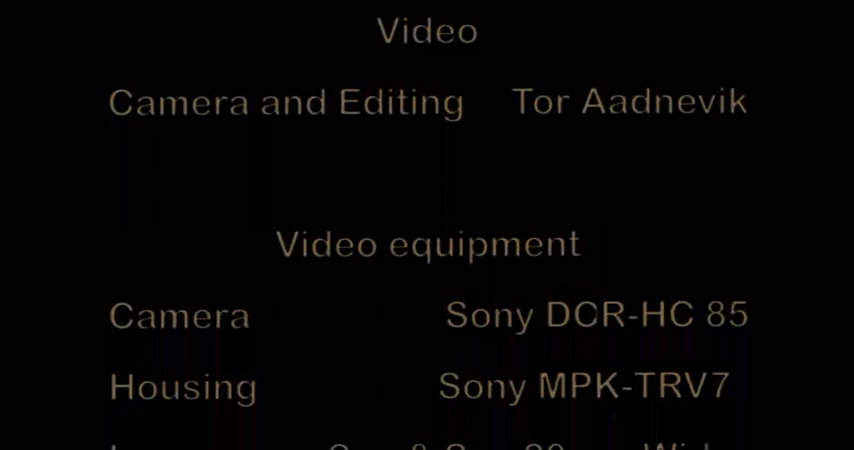 Video
Camera and Editing Tor Aadnevik
Video equipment
Camera Sony DCR-HC 85
Housing Sony MPK-TRV7